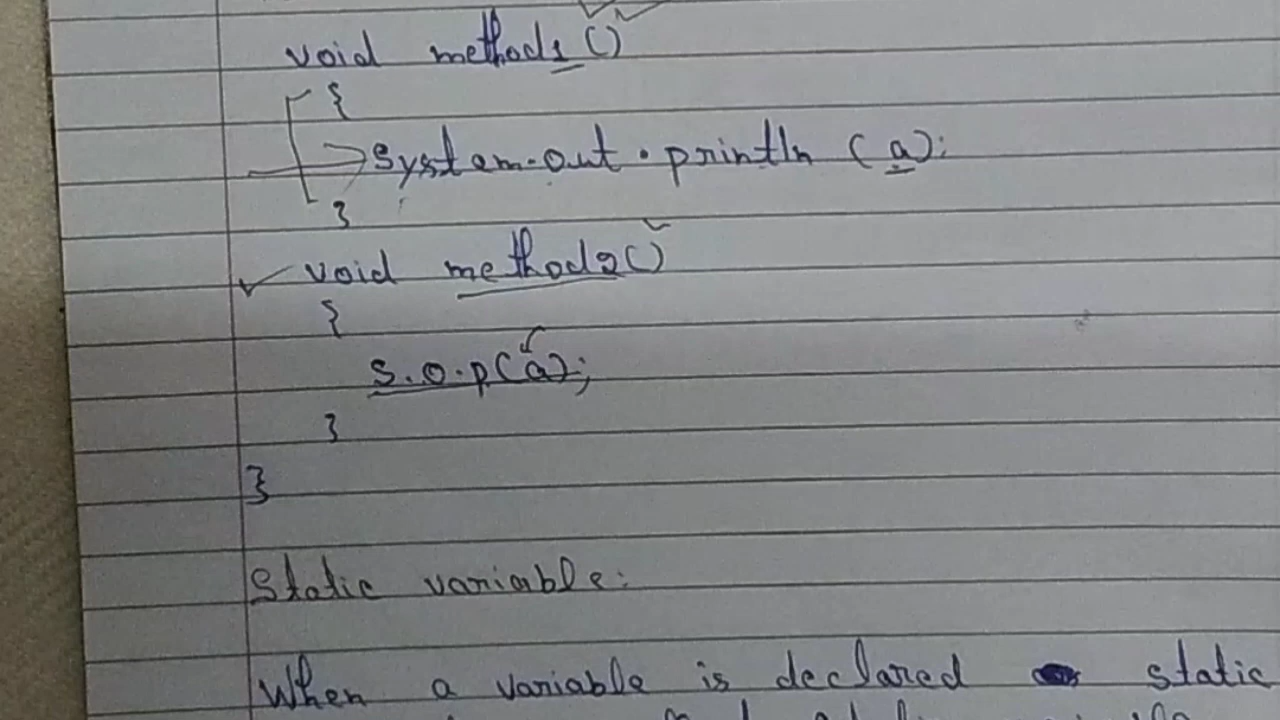 void method1()
{
system.out.println (a);
}
void method2()
{
s.o.p(a);
}
}
Static variable:
When a variable is declared static